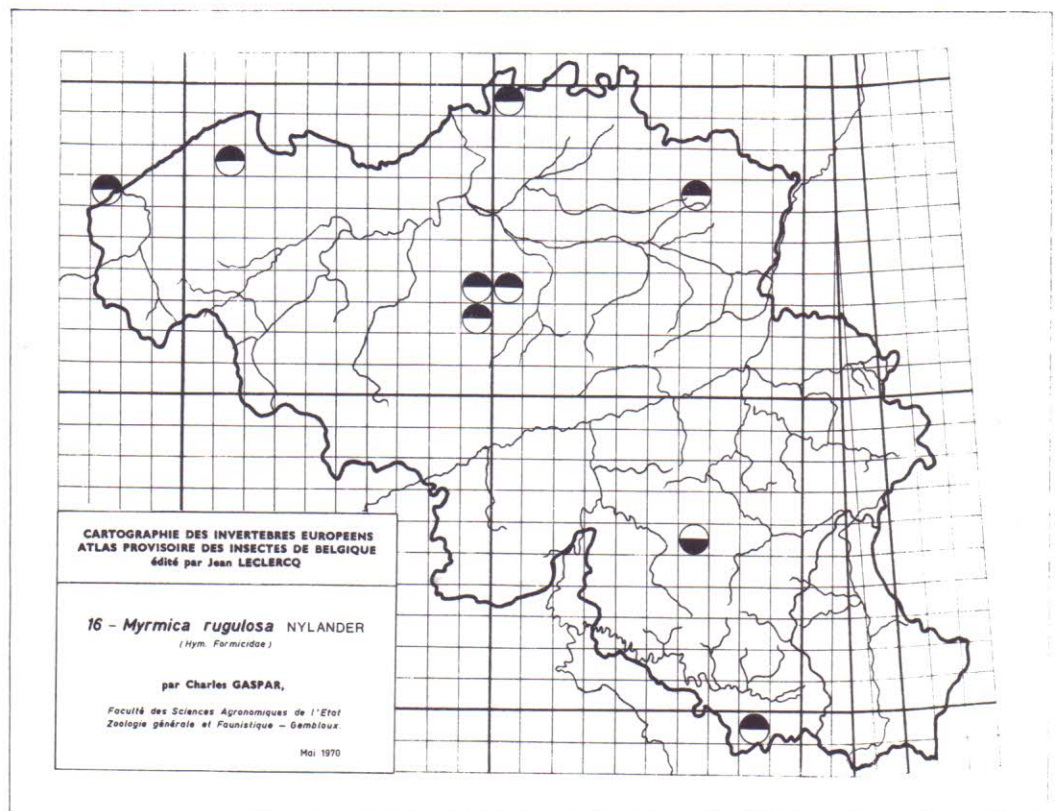 CARTOGRAPHIE DES INVERTEBRES EUROPEENS
ATLAS PROVISOIRE DES INSECTES DE BELGIQUE
édité par Jean LECLERCQ
16 – Myrmica rugulosa NYLANDER
(Hym. Formicidae)
par Charles GASPAR,
Faculté des Sciences Agronomiques de l'Etat
Zoologie générale et Faunistique – Gembloux.
Mai 1970